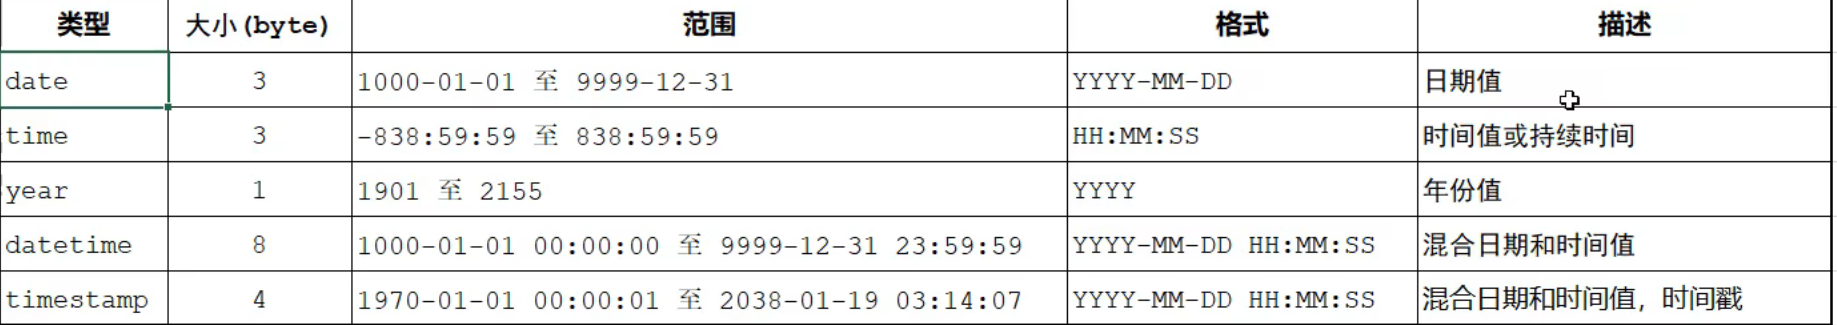 类型 大小(byte) 范围 格式 描述
date 3 1000-01-01 至 9999-12-31 YYYY-MM-DD 日期值
time 3 -838:59:59 至 838:59:59 HH:MM:SS 时间值或持续时间
year 1 1901 至 2155 YYYY 年份值
datetime 8 1000-01-01 00:00:00 至 9999-12-31 23:59:59 YYYY-MM-DD HH:MM:SS 混合日期和时间值
timestamp 4 1970-01-01 00:00:01 至 2038-01-19 03:14:07 YYYY-MM-DD HH:MM:SS 混合日期和时间值，时间戳